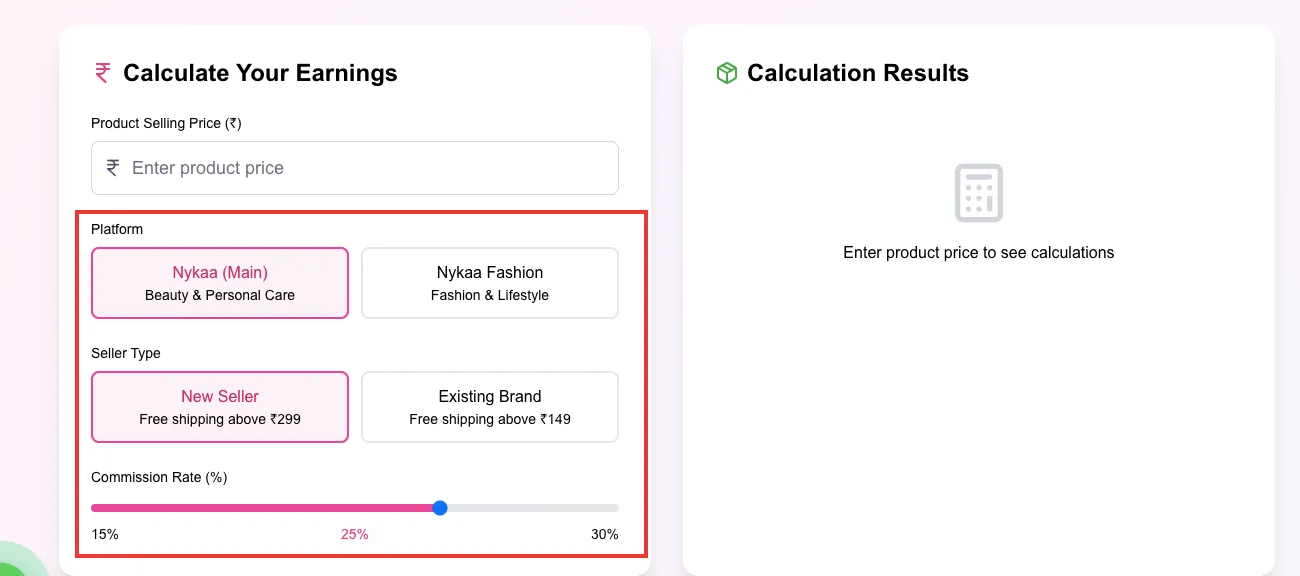 Calculate Your Earnings
Product Selling Price (₹)
₹ Enter product price
Platform
Nykaa (Main)
Beauty & Personal Care
Nykaa Fashion
Fashion & Lifestyle
Seller Type
New Seller
Free shipping above ₹299
Existing Brand
Free shipping above ₹149
Commission Rate (%)
15% 25% 30%
Calculation Results
Enter product price to see calculations